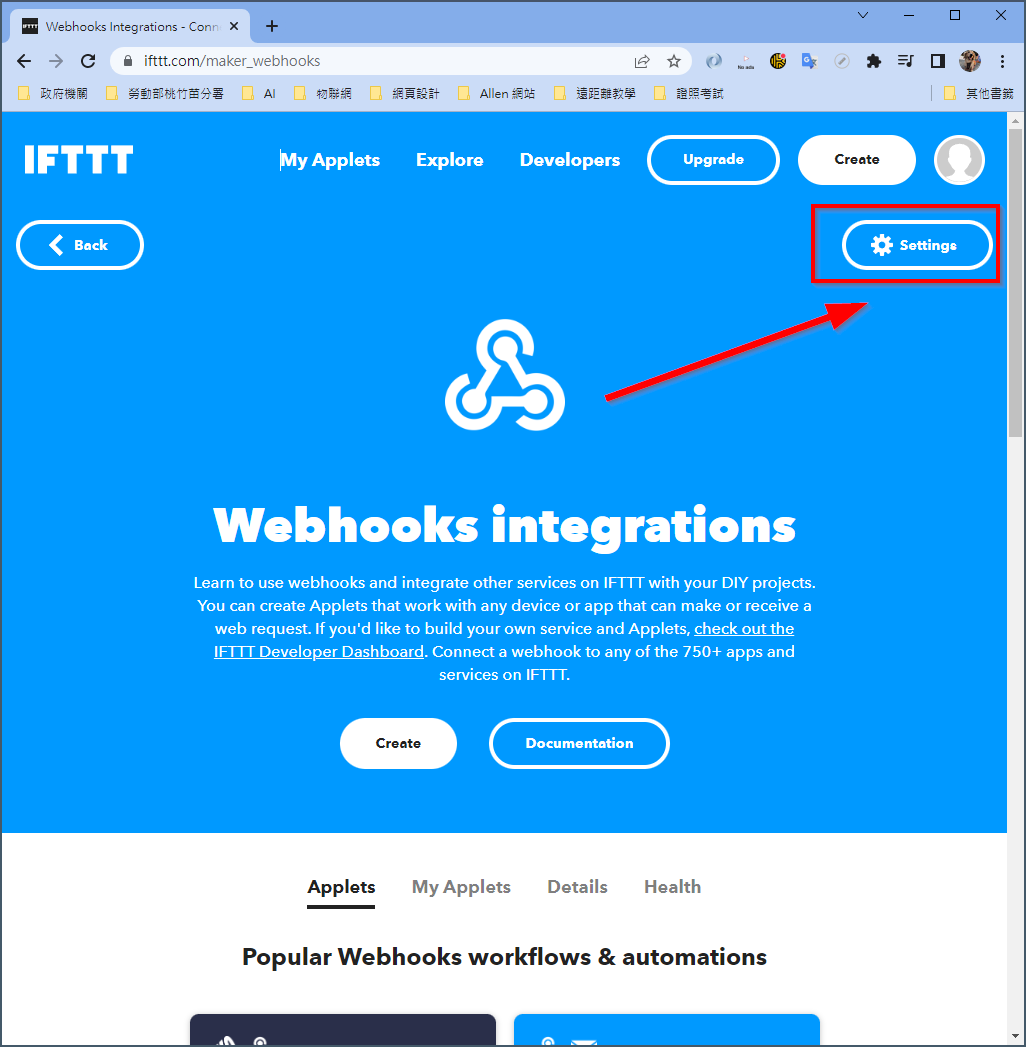 IFTTT
Webhooks Integrations - Conn
ifttt.com/maker_webhooks
No ads
政府機關
勞動部桃竹苗分署
AI
物聯網
網頁設計
Allen 網站
遠距離教學
證照考試
其他書籤
IFTTT
My Applets
Explore
Developers
Upgrade
Create
Back
Settings
Webhooks integrations
Learn to use webhooks and integrate other services on IFTTT with your DIY projects.
You can create Applets that work with any device or app that can make or receive a
web request. If you'd like to build your own service and Applets, check out the
IFTTT Developer Dashboard. Connect a webhook to any of the 750+ apps and
services on IFTTT.
Create
Documentation
Applets
My Applets
Details
Health
Popular Webhooks workflows & automations